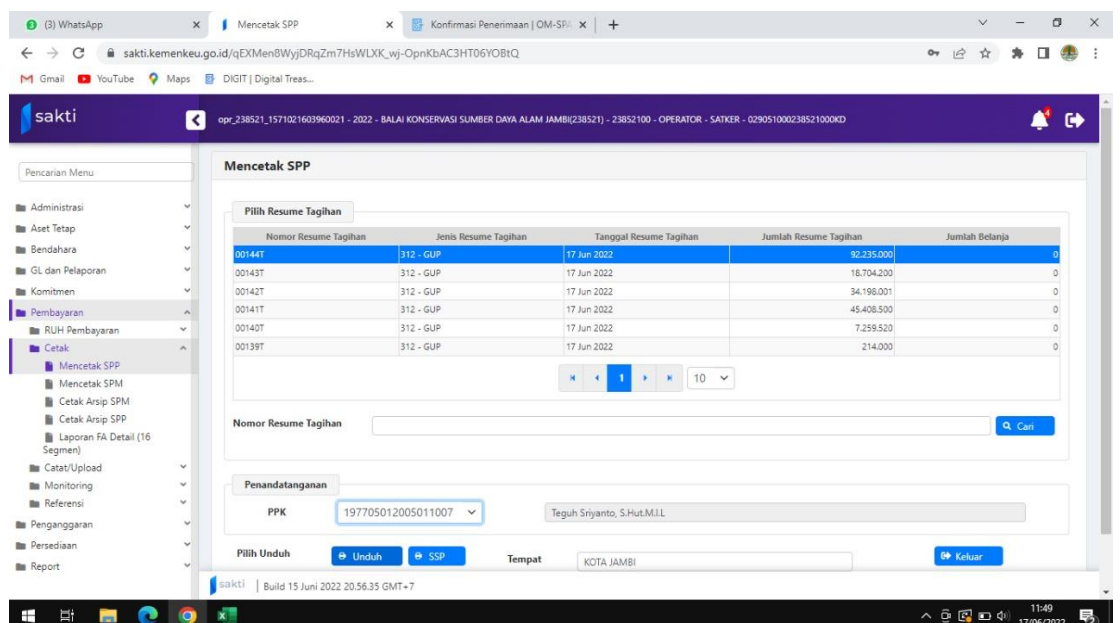 (3) WhatsApp
Mencetak SPP
Konfirmasi Penerimaan | OM-SPA
sakti.kemenkeu.go.id/qEXMen8WyjDRqZm7HsWLXK_wj-OpnKbAC3HT06YOBtQ
Gmail YouTube Maps DIGIT | Digital Treas...
sakti
opr_238521_1571021603960021 - 2022 - BALAI KONSERVASI SUMBER DAYA ALAM JAMBI(238521) - 23852100 - OPERATOR - SATKER - 029051000238521000KD
4
Pencarian Menu
Administrasi
Aset Tetap
Bendahara
GL dan Pelaporan
Komitmen
Pembayaran
RUH Pembayaran
Cetak
Mencetak SPP
Mencetak SPM
Cetak Arsip SPM
Cetak Arsip SPP
Laporan FA Detail (16
Segmen)
Catat/Upload
Monitoring
Referensi
Penganggaran
Persediaan
Report
Mencetak SPP
Pilih Resume Tagihan
Nomor Resume Tagihan Jenis Resume Tagihan Tanggal Resume Tagihan Jumlah Resume Tagihan Jumlah Belanja
00144T 312 - GUP 17 Jun 2022 92.235.000 0
00143T 312 - GUP 17 Jun 2022 18.704.200 0
00142T 312 - GUP 17 Jun 2022 34.198.001 0
00141T 312 - GUP 17 Jun 2022 45.408.500 0
00140T 312 - GUP 17 Jun 2022 7.259.520 0
00139T 312 - GUP 17 Jun 2022 214.000 0
1 10
Nomor Resume Tagihan Cari
Penandatanganan
PPK 197705012005011007 Teguh Sriyanto, S.Hut.M.I.L
Pilih Unduh Unduh SSP Tempat KOTA JAMBI Keluar
sakti | Build 15 Juni 2022 20.56.35 GMT+7
11:49
17/06/2022